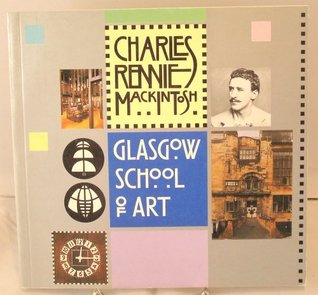 CHARLES
RENNIE
MACKINTOSH
GLASGOW
SCHOOL
OF ART